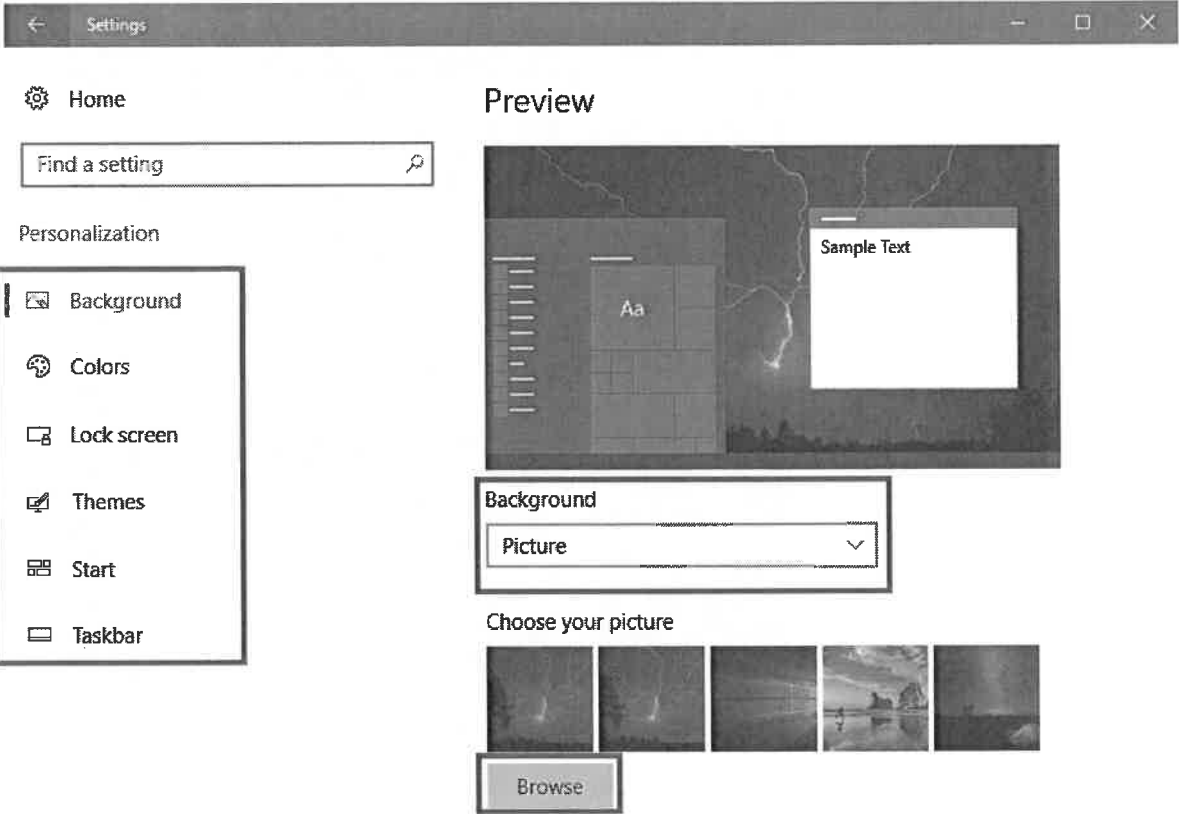 Settings
Home
Find a setting
Personalization
Background
Colors
Lock screen
Themes
Start
Taskbar
Preview
Sample Text
Aa
Background
Picture
Choose your picture
Browse